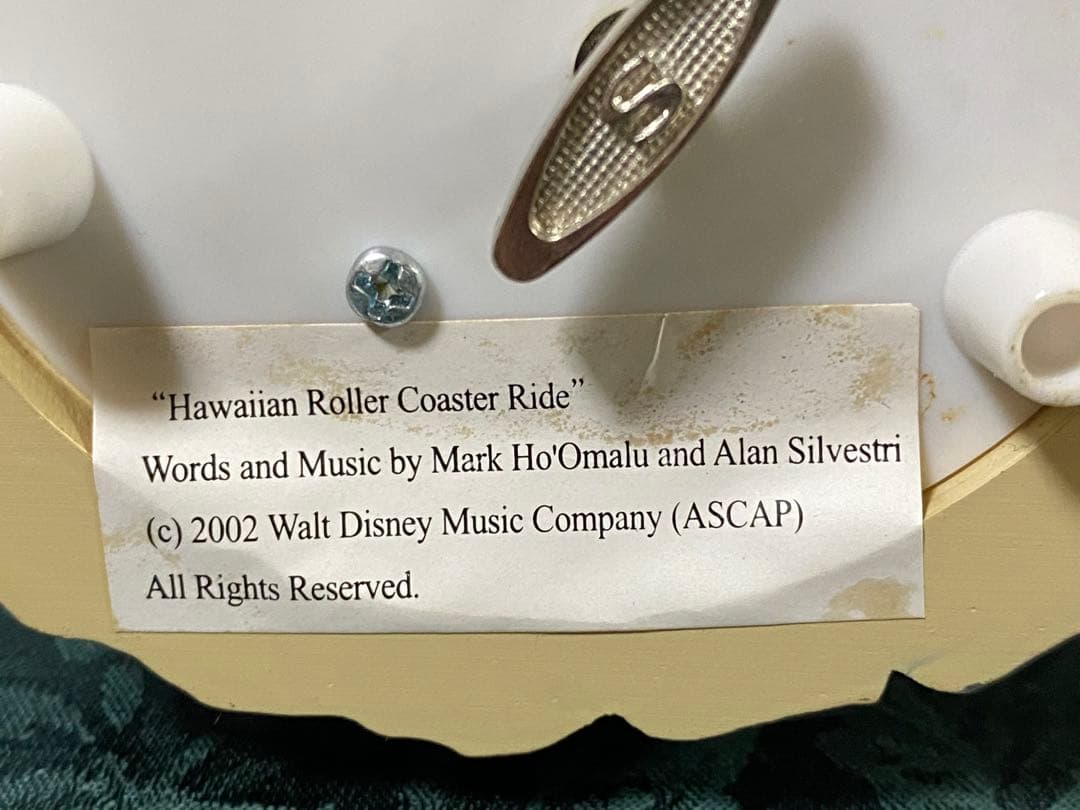 S
“Hawaiian Roller Coaster Ride”
Words and Music by Mark Ho'Omalu and Alan Silvestri
(c) 2002 Walt Disney Music Company (ASCAP)
All Rights Reserved.